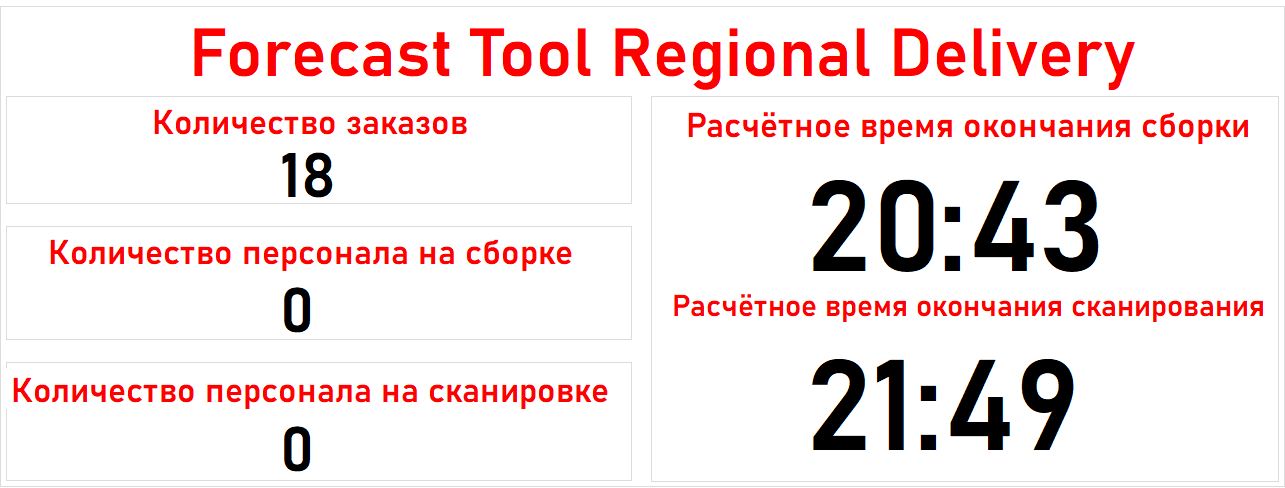 Forecast Tool Regional Delivery
Количество заказов
18
Количество персонала на сборке
0
Количество персонала на сканировке
0
Расчётное время окончания сборки
20:43
Расчётное время окончания сканирования
21:49